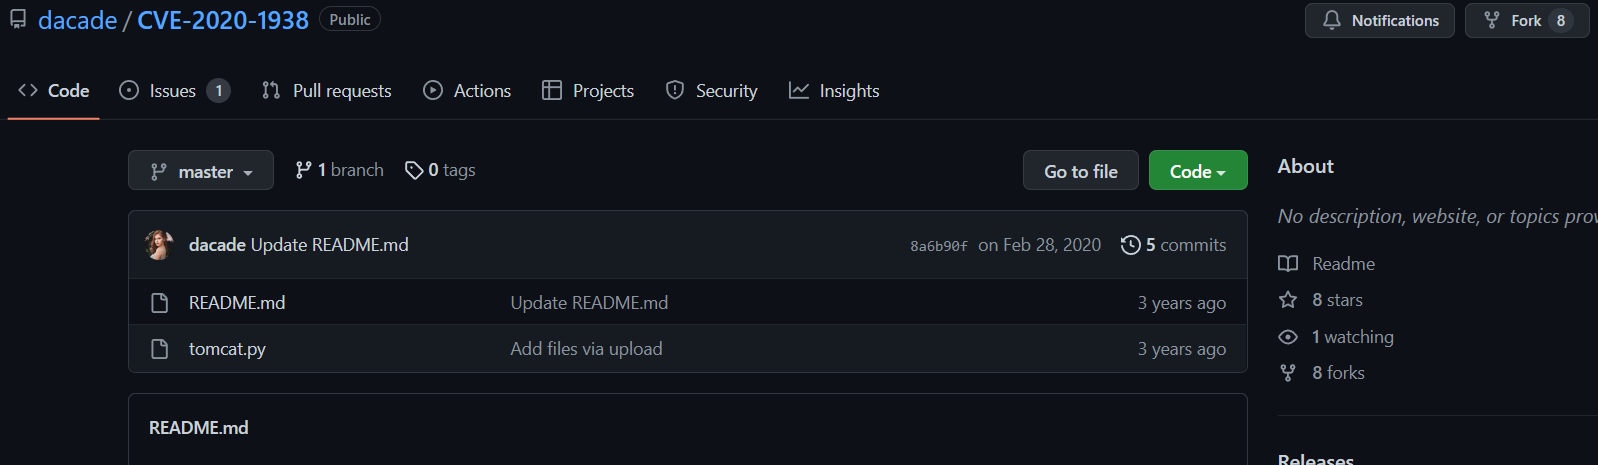 dacade / CVE-2020-1938 Public Notifications Fork 8
Code Issues 1 Pull requests Actions Projects Security Insights
master 1 branch 0 tags Go to file Code
dacade Update README.md 8a6b90f on Feb 28, 2020 5 commits
README.md Update README.md 3 years ago
tomcat.py Add files via upload 3 years ago
README.md
About
No description, website, or topics prov
Readme
8 stars
1 watching
8 forks
Releases